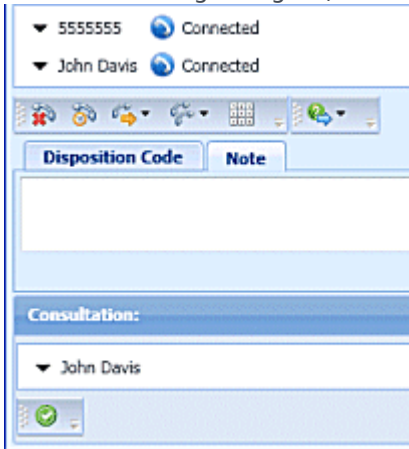 5555555 Connected
John Davis Connected
Disposition Code Note
Consultation:
John Davis